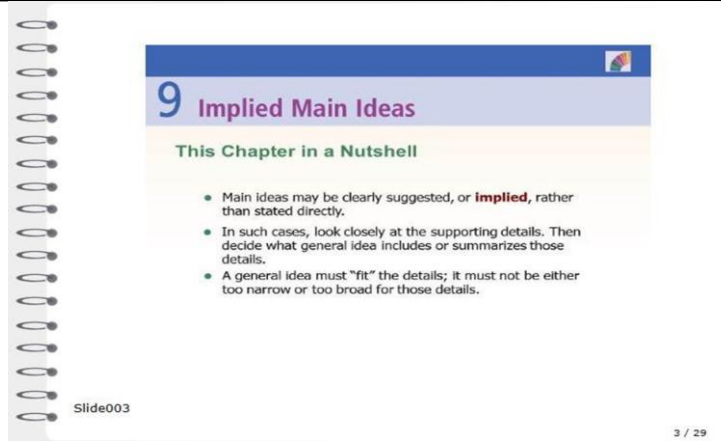 9 Implied Main Ideas
This Chapter in a Nutshell
• Main ideas may be clearly suggested, or implied, rather
than stated directly.
• In such cases, look closely at the supporting details. Then
decide what general idea includes or summarizes those
details.
• A general idea must “fit” the details; it must not be either
too narrow or too broad for those details.
Slide003
3 / 29